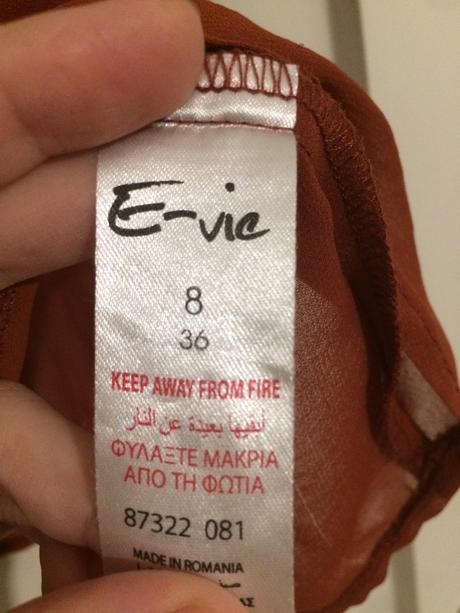 E-vie
8
36
KEEP AWAY FROM FIRE
أبقيها بعيدة عن النار
ΦΥΛΑΞΤΕ ΜΑΚΡΙΑ
ΑΠΟ ΤΗ ΦΩΤΙΑ
87322 081
MADE IN ROMANIA